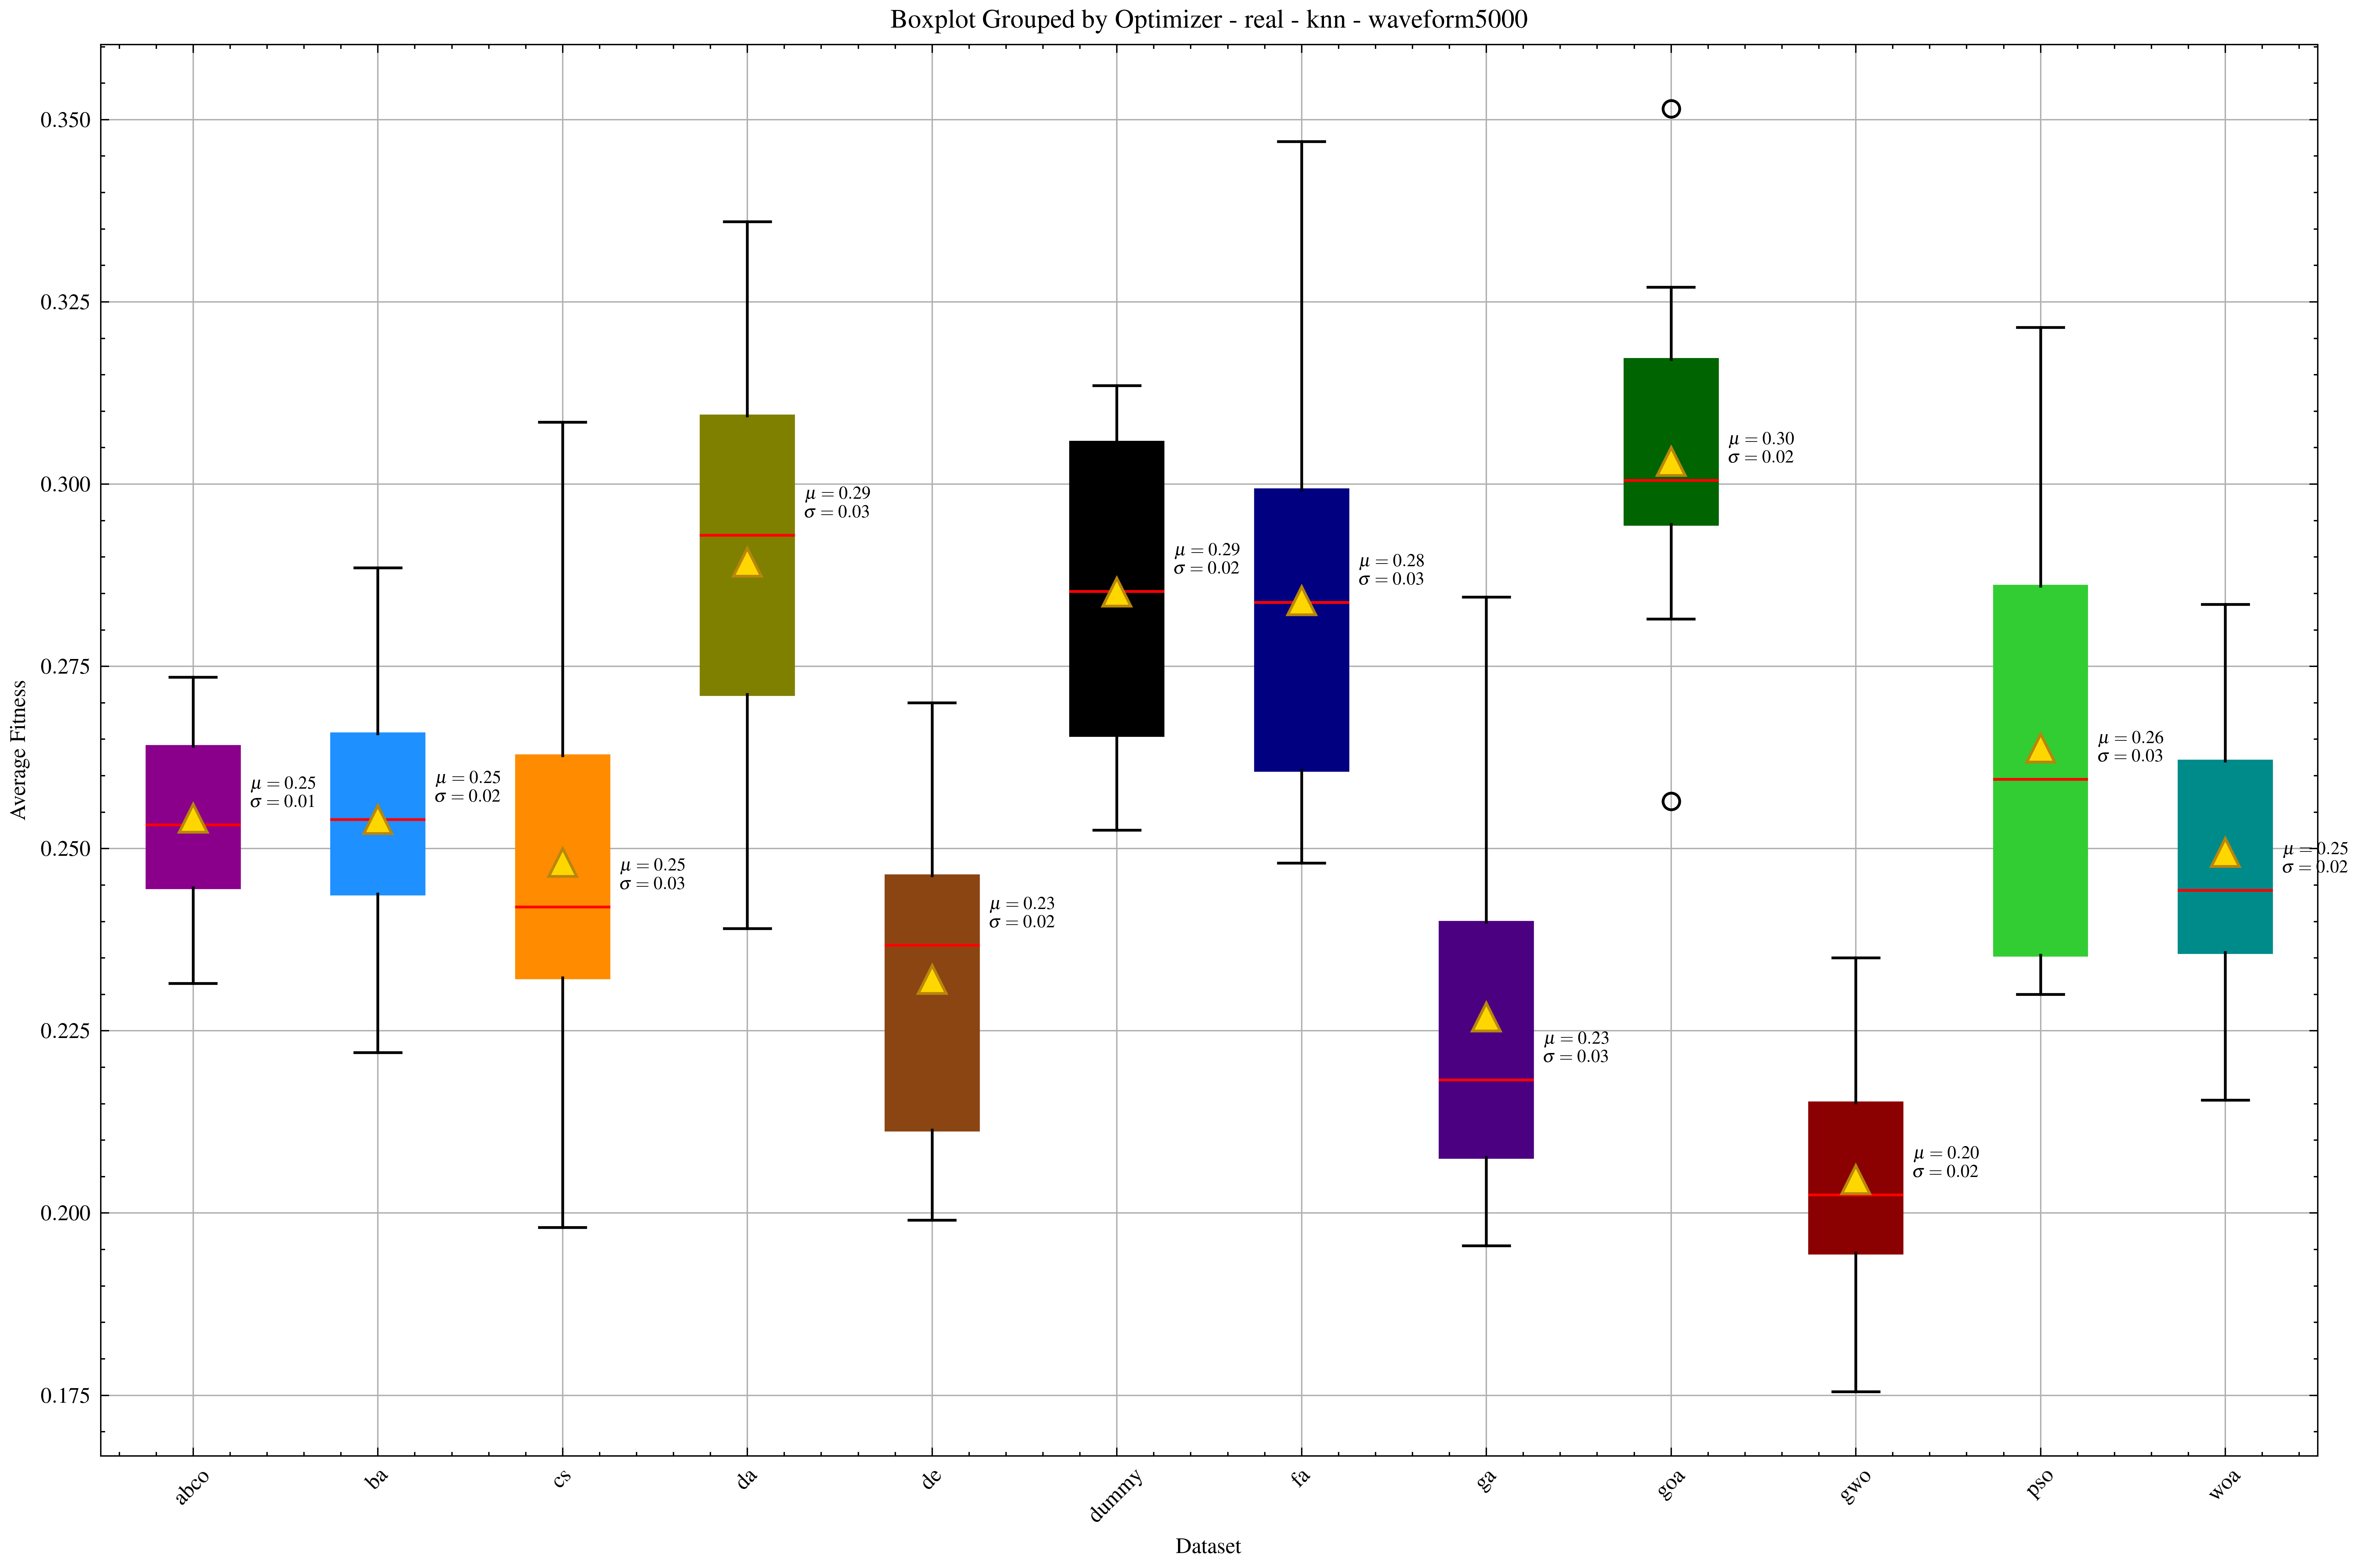 Boxplot Grouped by Optimizer - real - knn - waveform5000
Average Fitness
0.350
0.325
0.300
0.275
0.250
0.225
0.200
0.175
μ = 0.25
σ = 0.01
μ = 0.25
σ = 0.02
μ = 0.25
σ = 0.03
μ = 0.29
σ = 0.03
μ = 0.23
σ = 0.02
μ = 0.29
σ = 0.02
μ = 0.28
σ = 0.03
μ = 0.23
σ = 0.03
μ = 0.30
σ = 0.02
μ = 0.20
σ = 0.02
μ = 0.26
σ = 0.03
μ = 0.25
σ = 0.02
abco
ba
cs
da
de
dummy
fa
ga
goa
gwo
pso
woa
Dataset